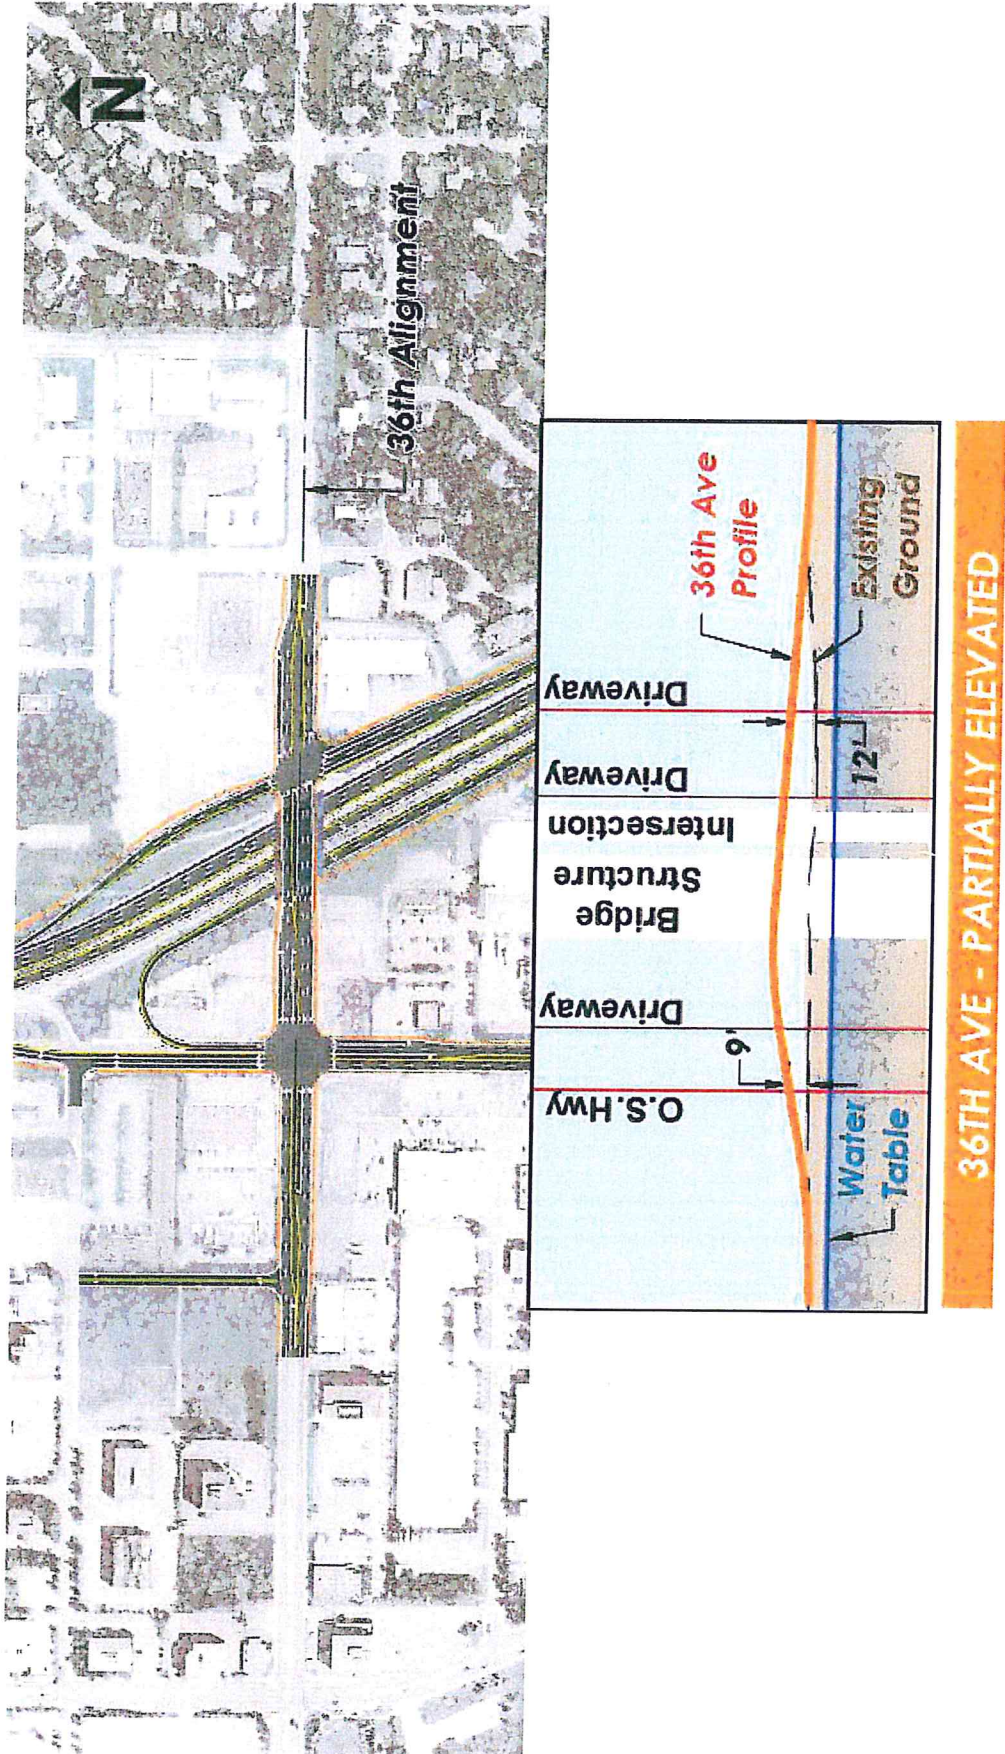 N
36th Alignment
O.S.Hwy
Driveway
Bridge
Structure
Intersection
Driveway
Driveway
9'
12'
36th Ave
Profile
Water
Table
Existing
Ground
36TH AVE - PARTIALLY ELEVATED